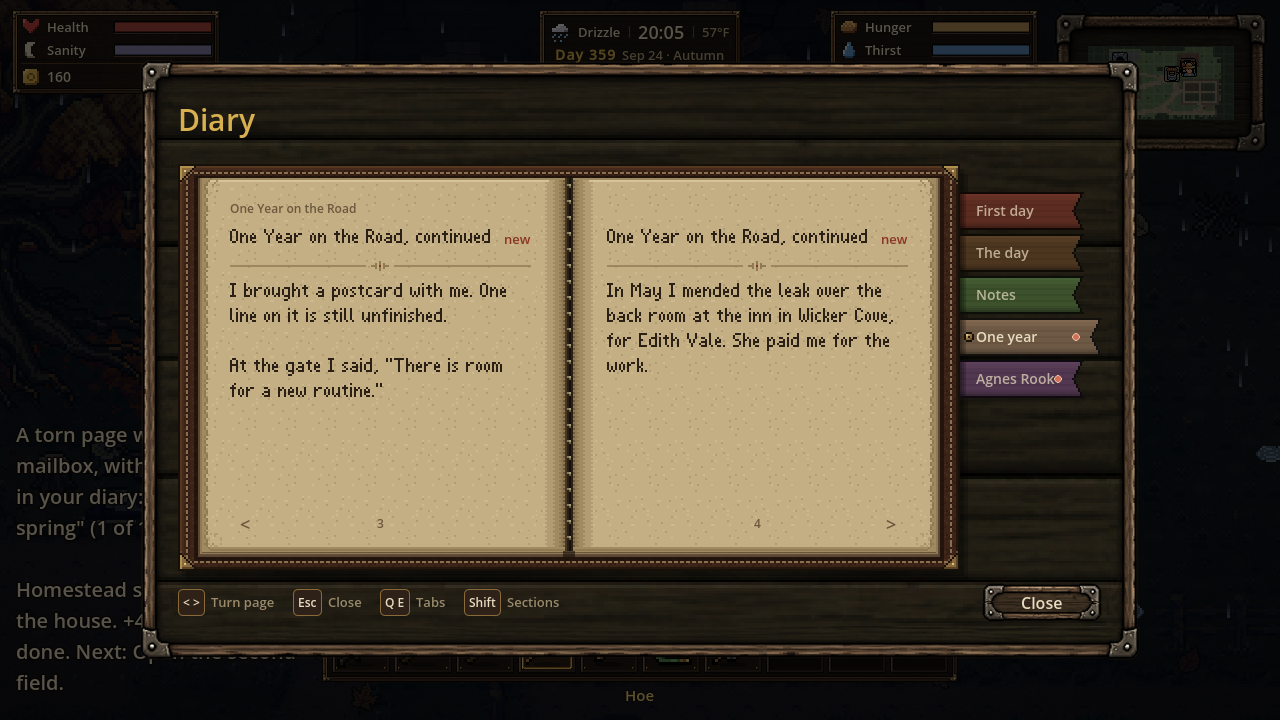 Health
Sanity
160
Drizzle 20:05 57°F
Day 359 Sep 24 · Autumn
Hunger
Thirst
Diary
One Year on the Road
One Year on the Road, continued new
I brought a postcard with me. One
line on it is still unfinished.
At the gate I said, "There is room
for a new routine."
< 3
One Year on the Road, continued new
In May I mended the leak over the
back room at the inn in Wicker Cove,
for Edith Vale. She paid me for the
work.
4 >
First day
The day
Notes
One year
Agnes Rook
A torn page
mailbox, with
in your diary:
spring" (1 of
Homestead
the house. +4
done. Next: the second
field.
< > Turn page Esc Close Q E Tabs Shift Sections
Close
Hoe